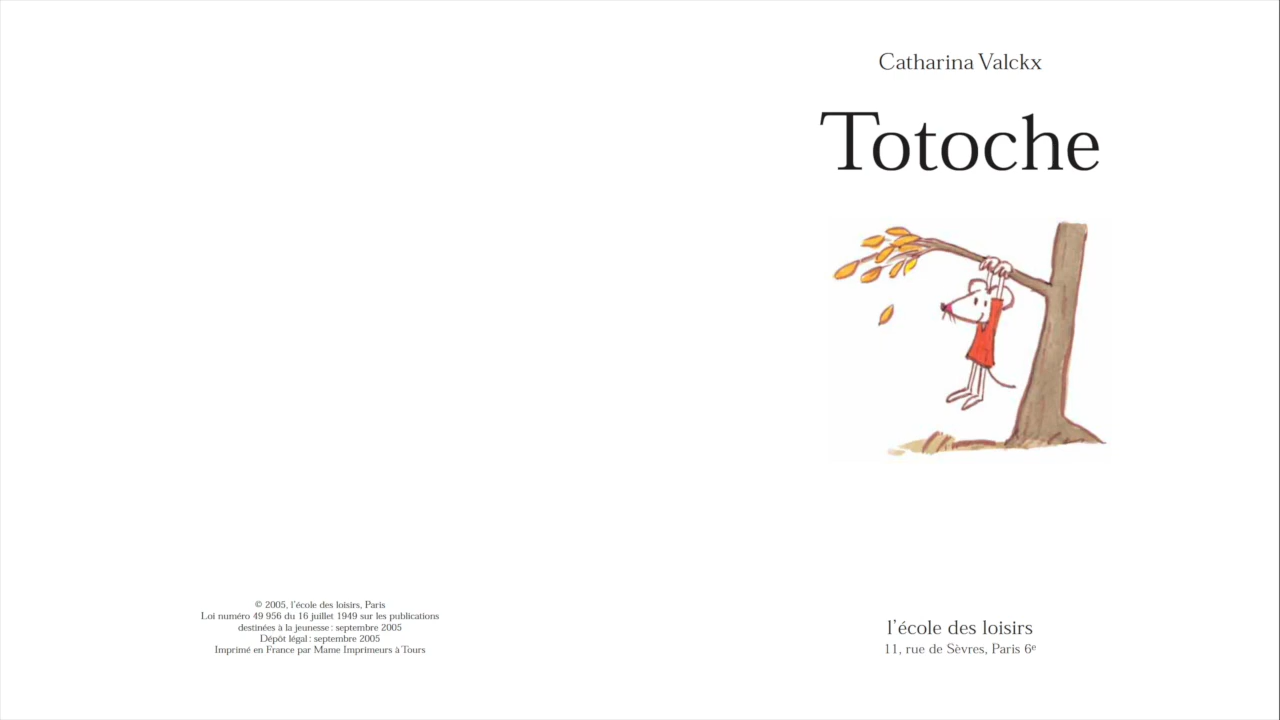 © 2005, l'école des loisirs, Paris
Loi numéro 49 956 du 16 juillet 1949 sur les publications
destinées à la jeunesse : septembre 2005
Dépôt légal : septembre 2005
Imprimé en France par Mame Imprimeurs à Tours
Catharina Valckx
Totoche
l'école des loisirs
11, rue de Sèvres, Paris 6e